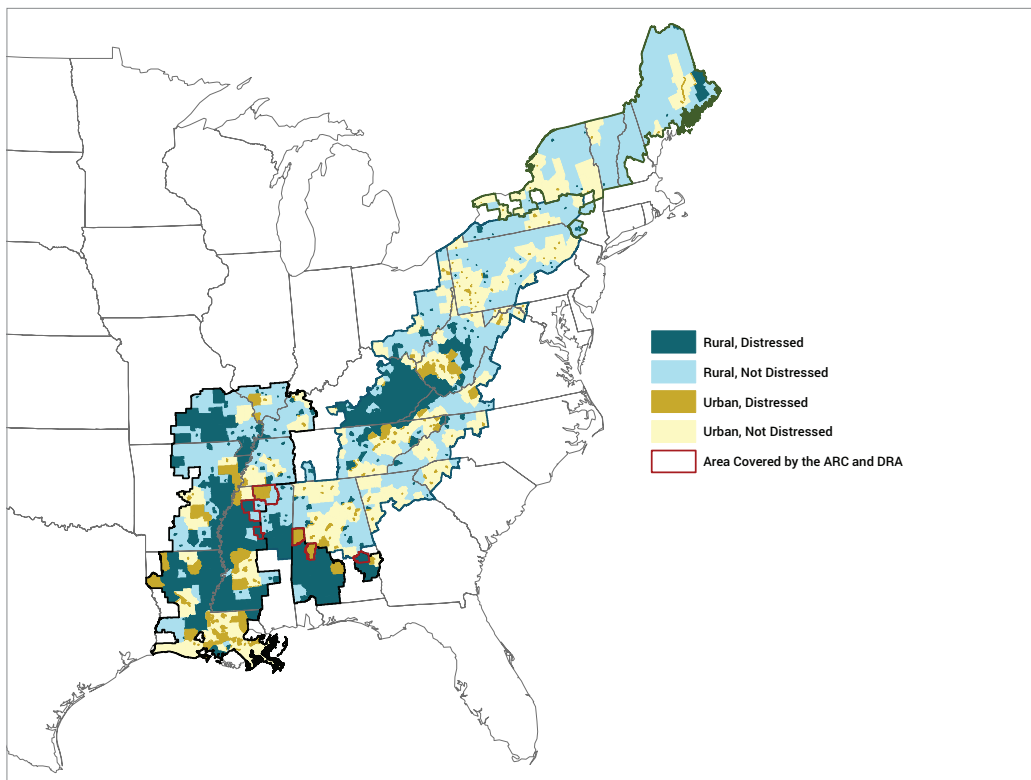 Rural, Distressed
Rural, Not Distressed
Urban, Distressed
Urban, Not Distressed
Area Covered by the ARC and DRA